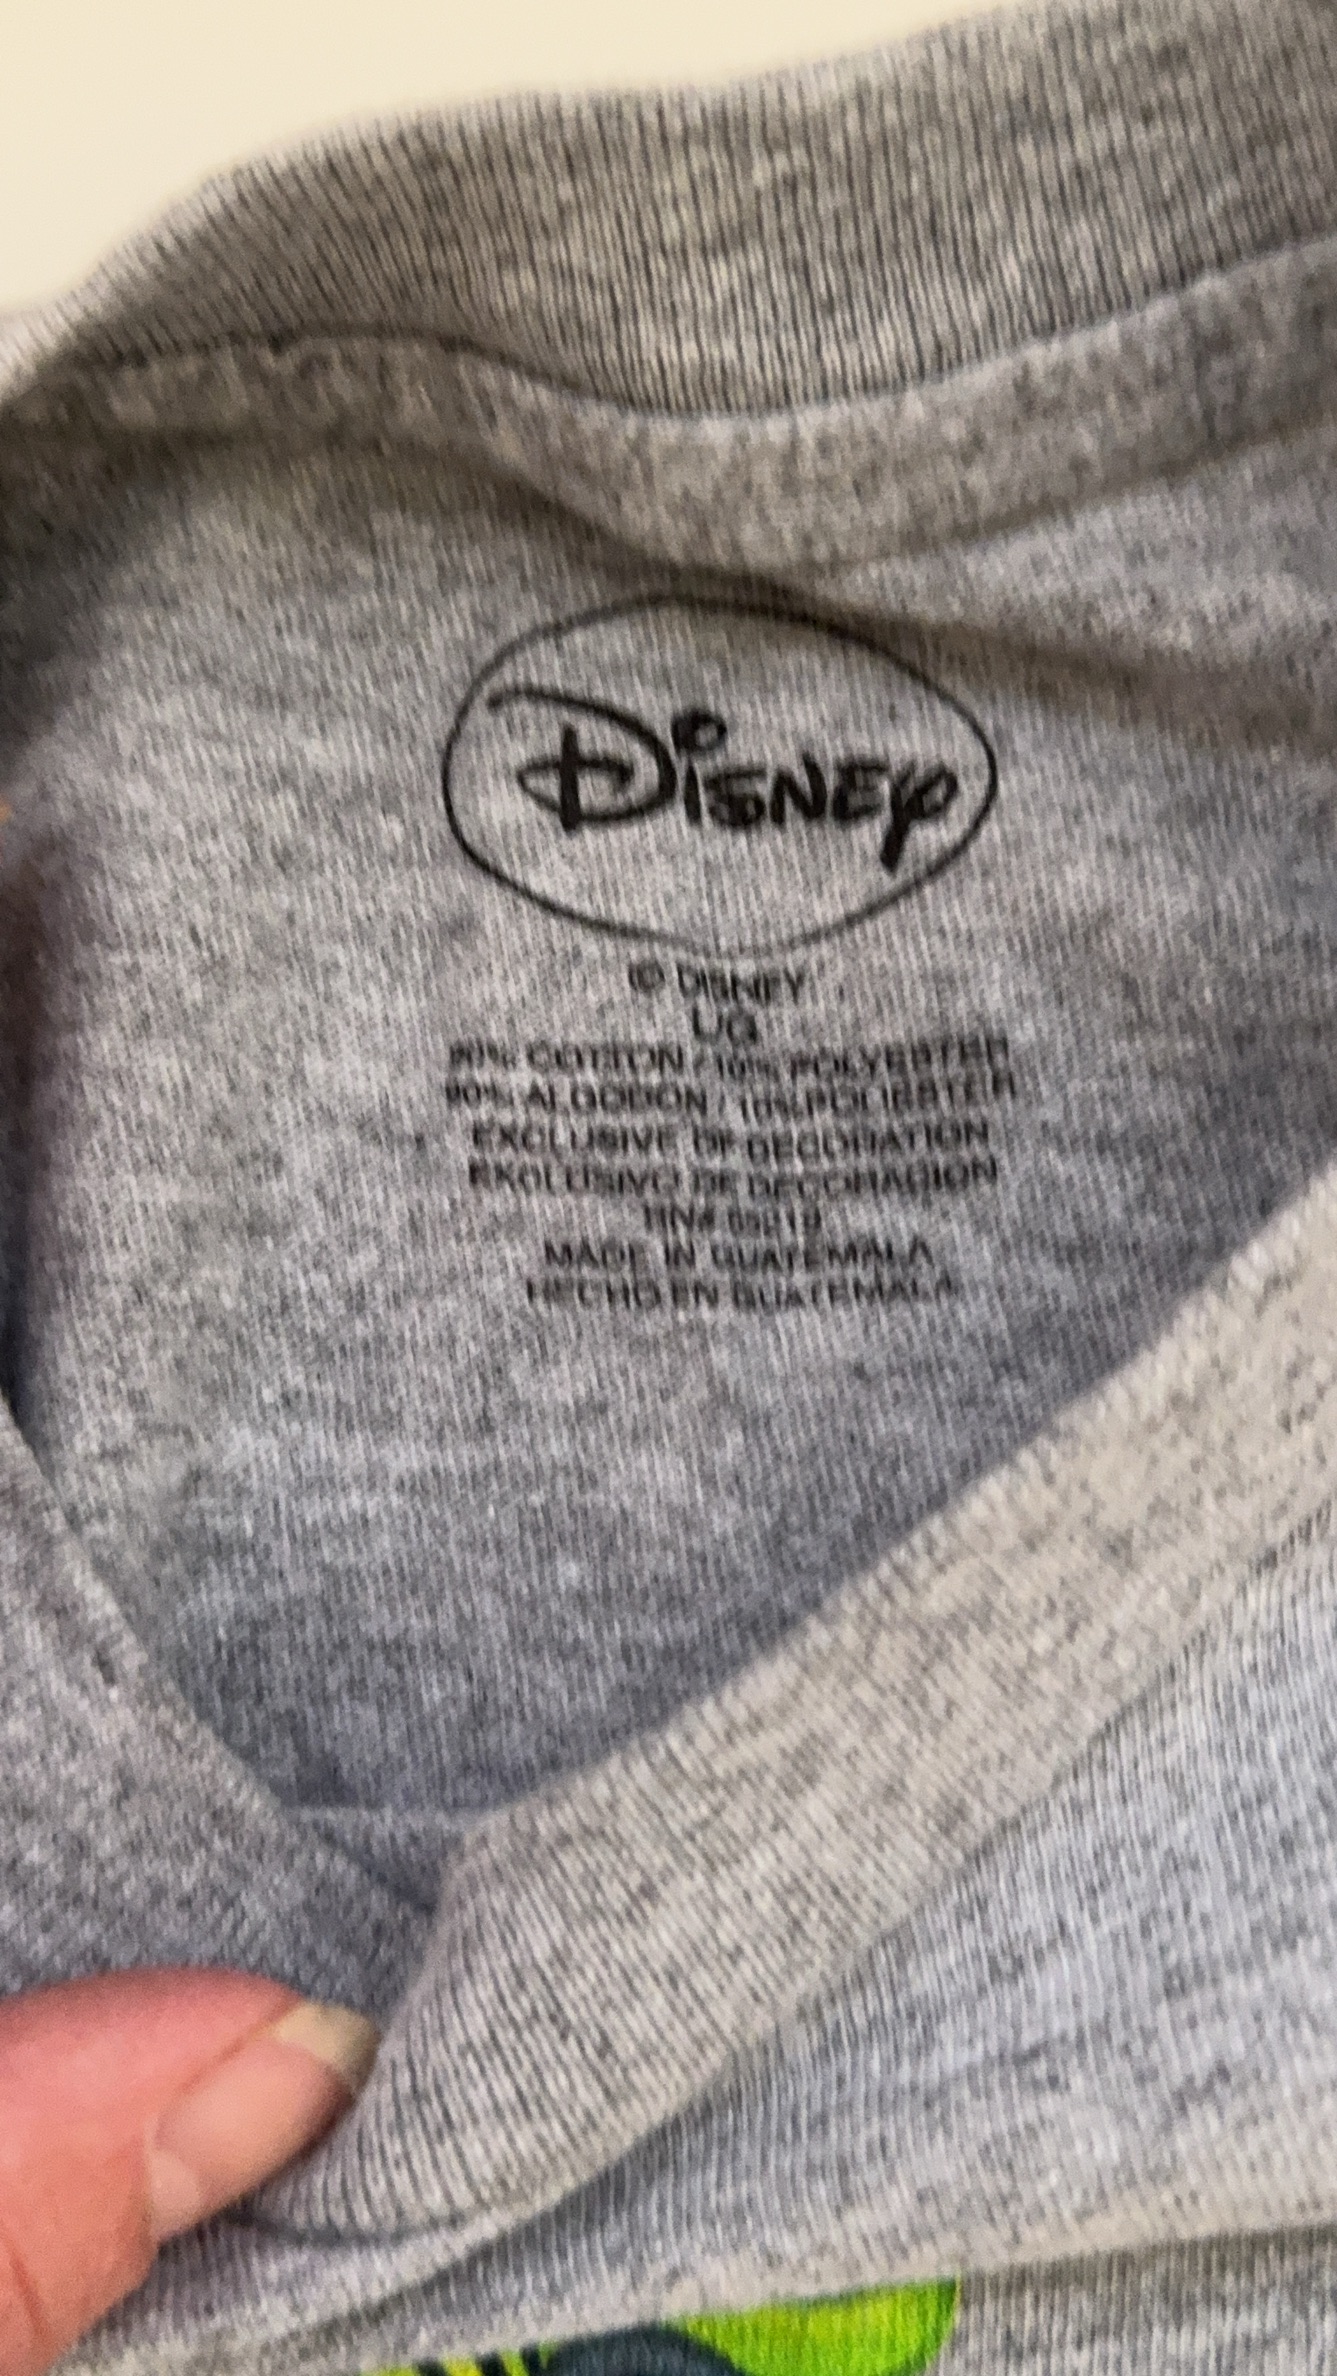 Disney
© DISNEY
LG
90% COTTON / 10% POLYESTER
90% ALGODON / 10% POLIESTER
EXCLUSIVE OF DECORATION
EXCLUSIVO DE DECORACION
RN#
MADE IN GUATEMALA
HECHO EN GUATEMALA